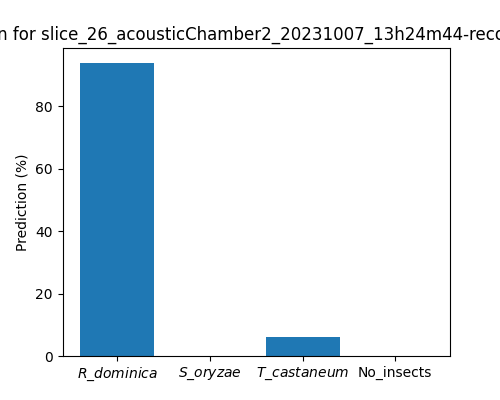 n for slice_26_acousticChamber2_20231007_13h24m44-reco
80
60
40
20
0
Prediction (%)
R_dominica S_oryzae T_castaneum No_insects